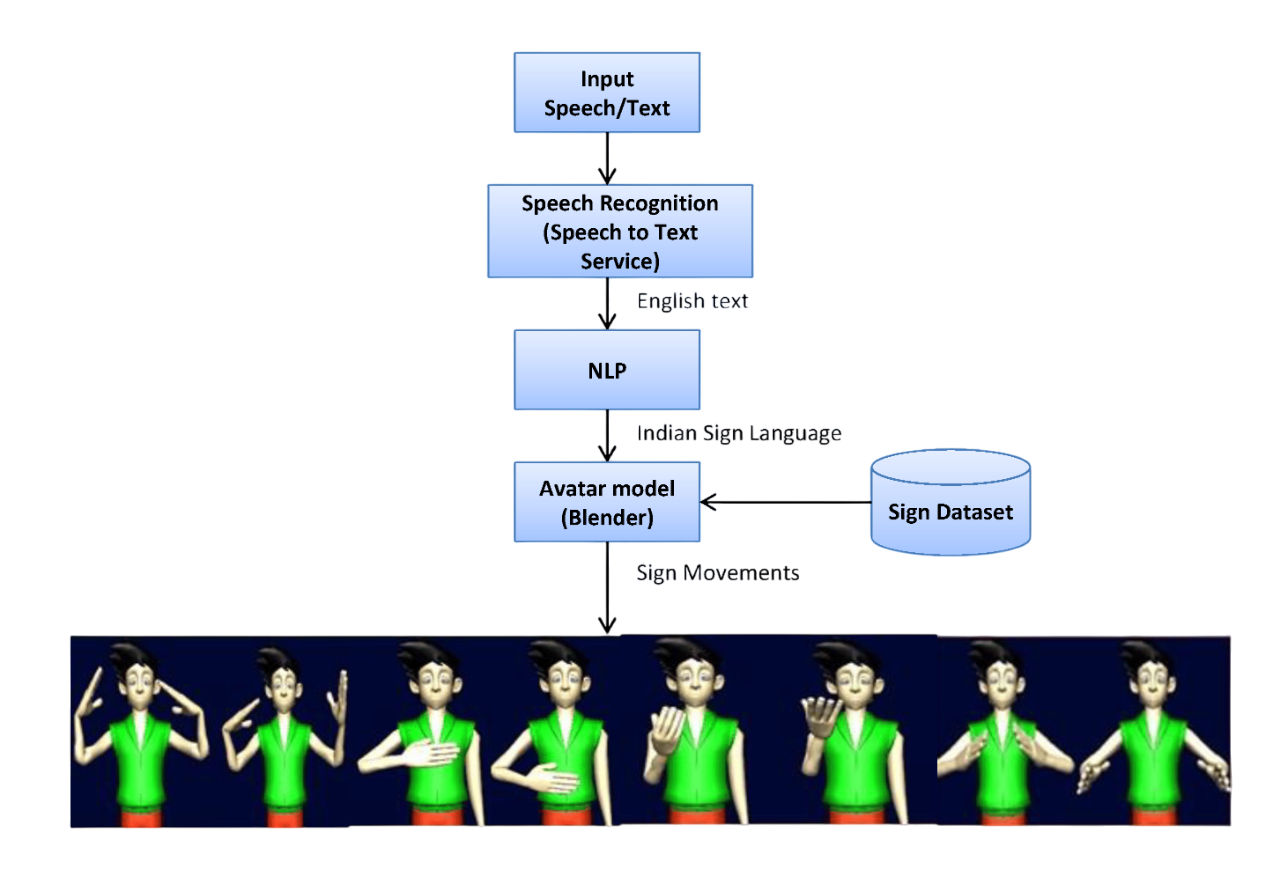 Input
Speech/Text
Speech Recognition
(Speech to Text
Service)
English text
NLP
Indian Sign Language
Avatar model
(Blender)
Sign Dataset
Sign Movements